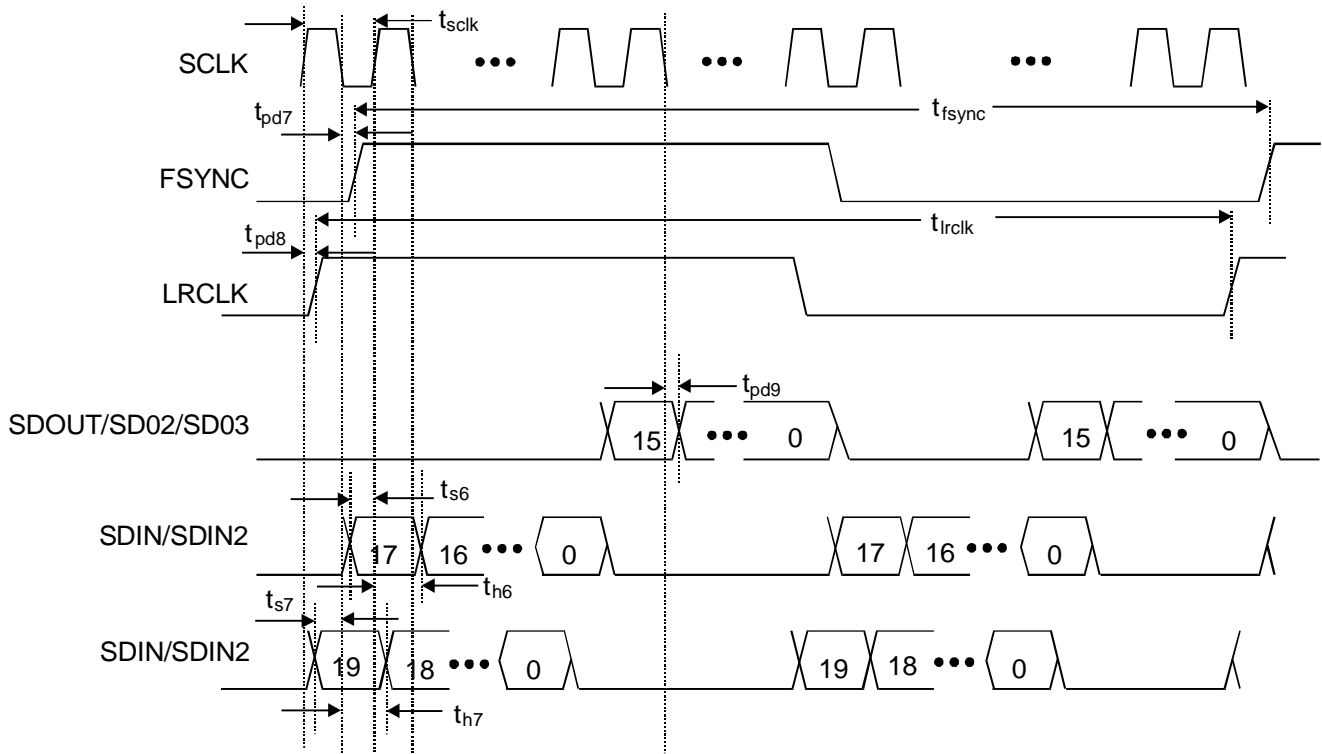 t_sclk
SCLK
t_pd7
t_fsync
FSYNC
t_lrclk
t_pd8
LRCLK
t_pd9
SDOUT/SD02/SD03
15
0
15
0
t_s6
SDIN/SDIN2
17
16
0
17
16
0
t_h6
t_s7
SDIN/SDIN2
19
18
0
19
18
0
t_h7